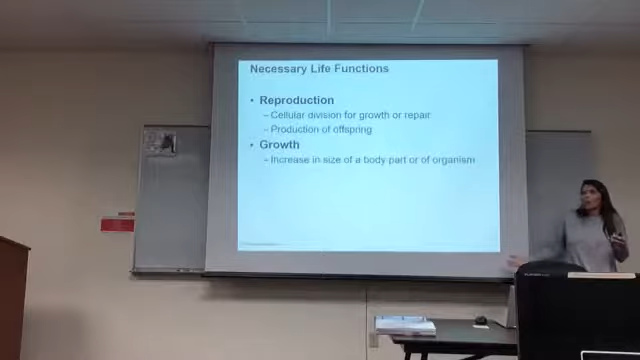 Necessary Life Functions
• Reproduction
– Cellular division for growth or repair
– Production of offspring
• Growth
– Increase in size of a body part or of organism